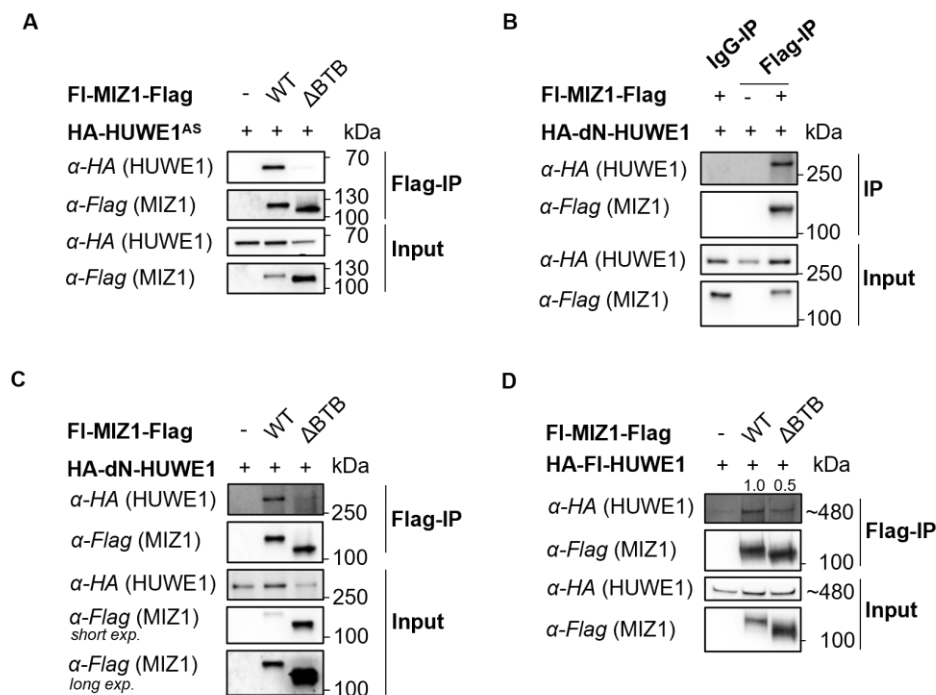 A
Fl-MIZ1-Flag - WT ΔBTB
HA-HUWE1ᴬˢ + + + kDa
α-HA (HUWE1) 70
α-Flag (MIZ1) 130
100
Flag-IP
α-HA (HUWE1) 70
α-Flag (MIZ1) 130
100
Input
B
IgG-IP Flag-IP
Fl-MIZ1-Flag + - +
HA-dN-HUWE1 + + + kDa
α-HA (HUWE1) 250
α-Flag (MIZ1) 100
IP
α-HA (HUWE1) 250
α-Flag (MIZ1) 100
Input
C
Fl-MIZ1-Flag - WT ΔBTB
HA-dN-HUWE1 + + + kDa
α-HA (HUWE1) 250
α-Flag (MIZ1) 100
Flag-IP
α-HA (HUWE1) 250
α-Flag (MIZ1)
short exp. 100
α-Flag (MIZ1)
long exp. 100
Input
D
Fl-MIZ1-Flag - WT ΔBTB
HA-Fl-HUWE1 + + + kDa
1.0 0.5
α-HA (HUWE1) ~480
α-Flag (MIZ1) 100
Flag-IP
α-HA (HUWE1) ~480
α-Flag (MIZ1) 100
Input